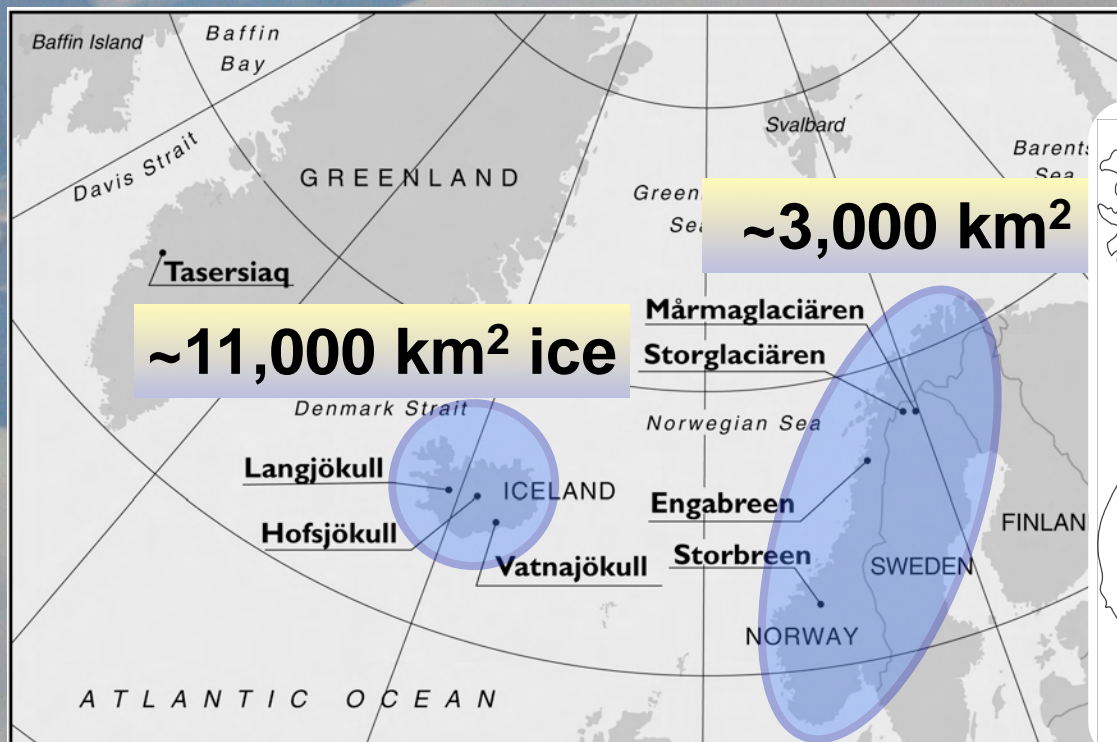 Baffin Island
Baffin
Bay
Davis Strait
GREENLAND
Svalbard
Barents
Sea
Green
Sea
~3,000 km²
Tasersiaq
Mårmaglaciären
~11,000 km² ice
Storglaciären
Denmark Strait
Norwegian Sea
Langjökull
ICELAND
Engabreen
Hofsjökull
FINLAN
Vatnajökull
Storbreen
SWEDEN
NORWAY
ATLANTIC OCEAN